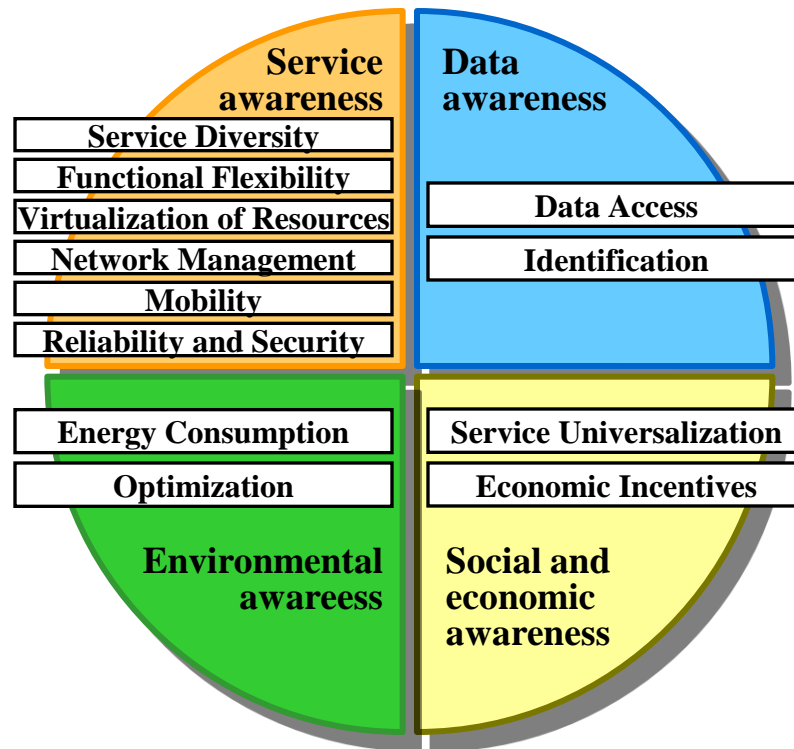 Service
awareness
Service Diversity
Functional Flexibility
Virtualization of Resources
Network Management
Mobility
Reliability and Security
Data
awareness
Data Access
Identification
Energy Consumption
Optimization
Environmental
awareess
Service Universalization
Economic Incentives
Social and
economic
awareness